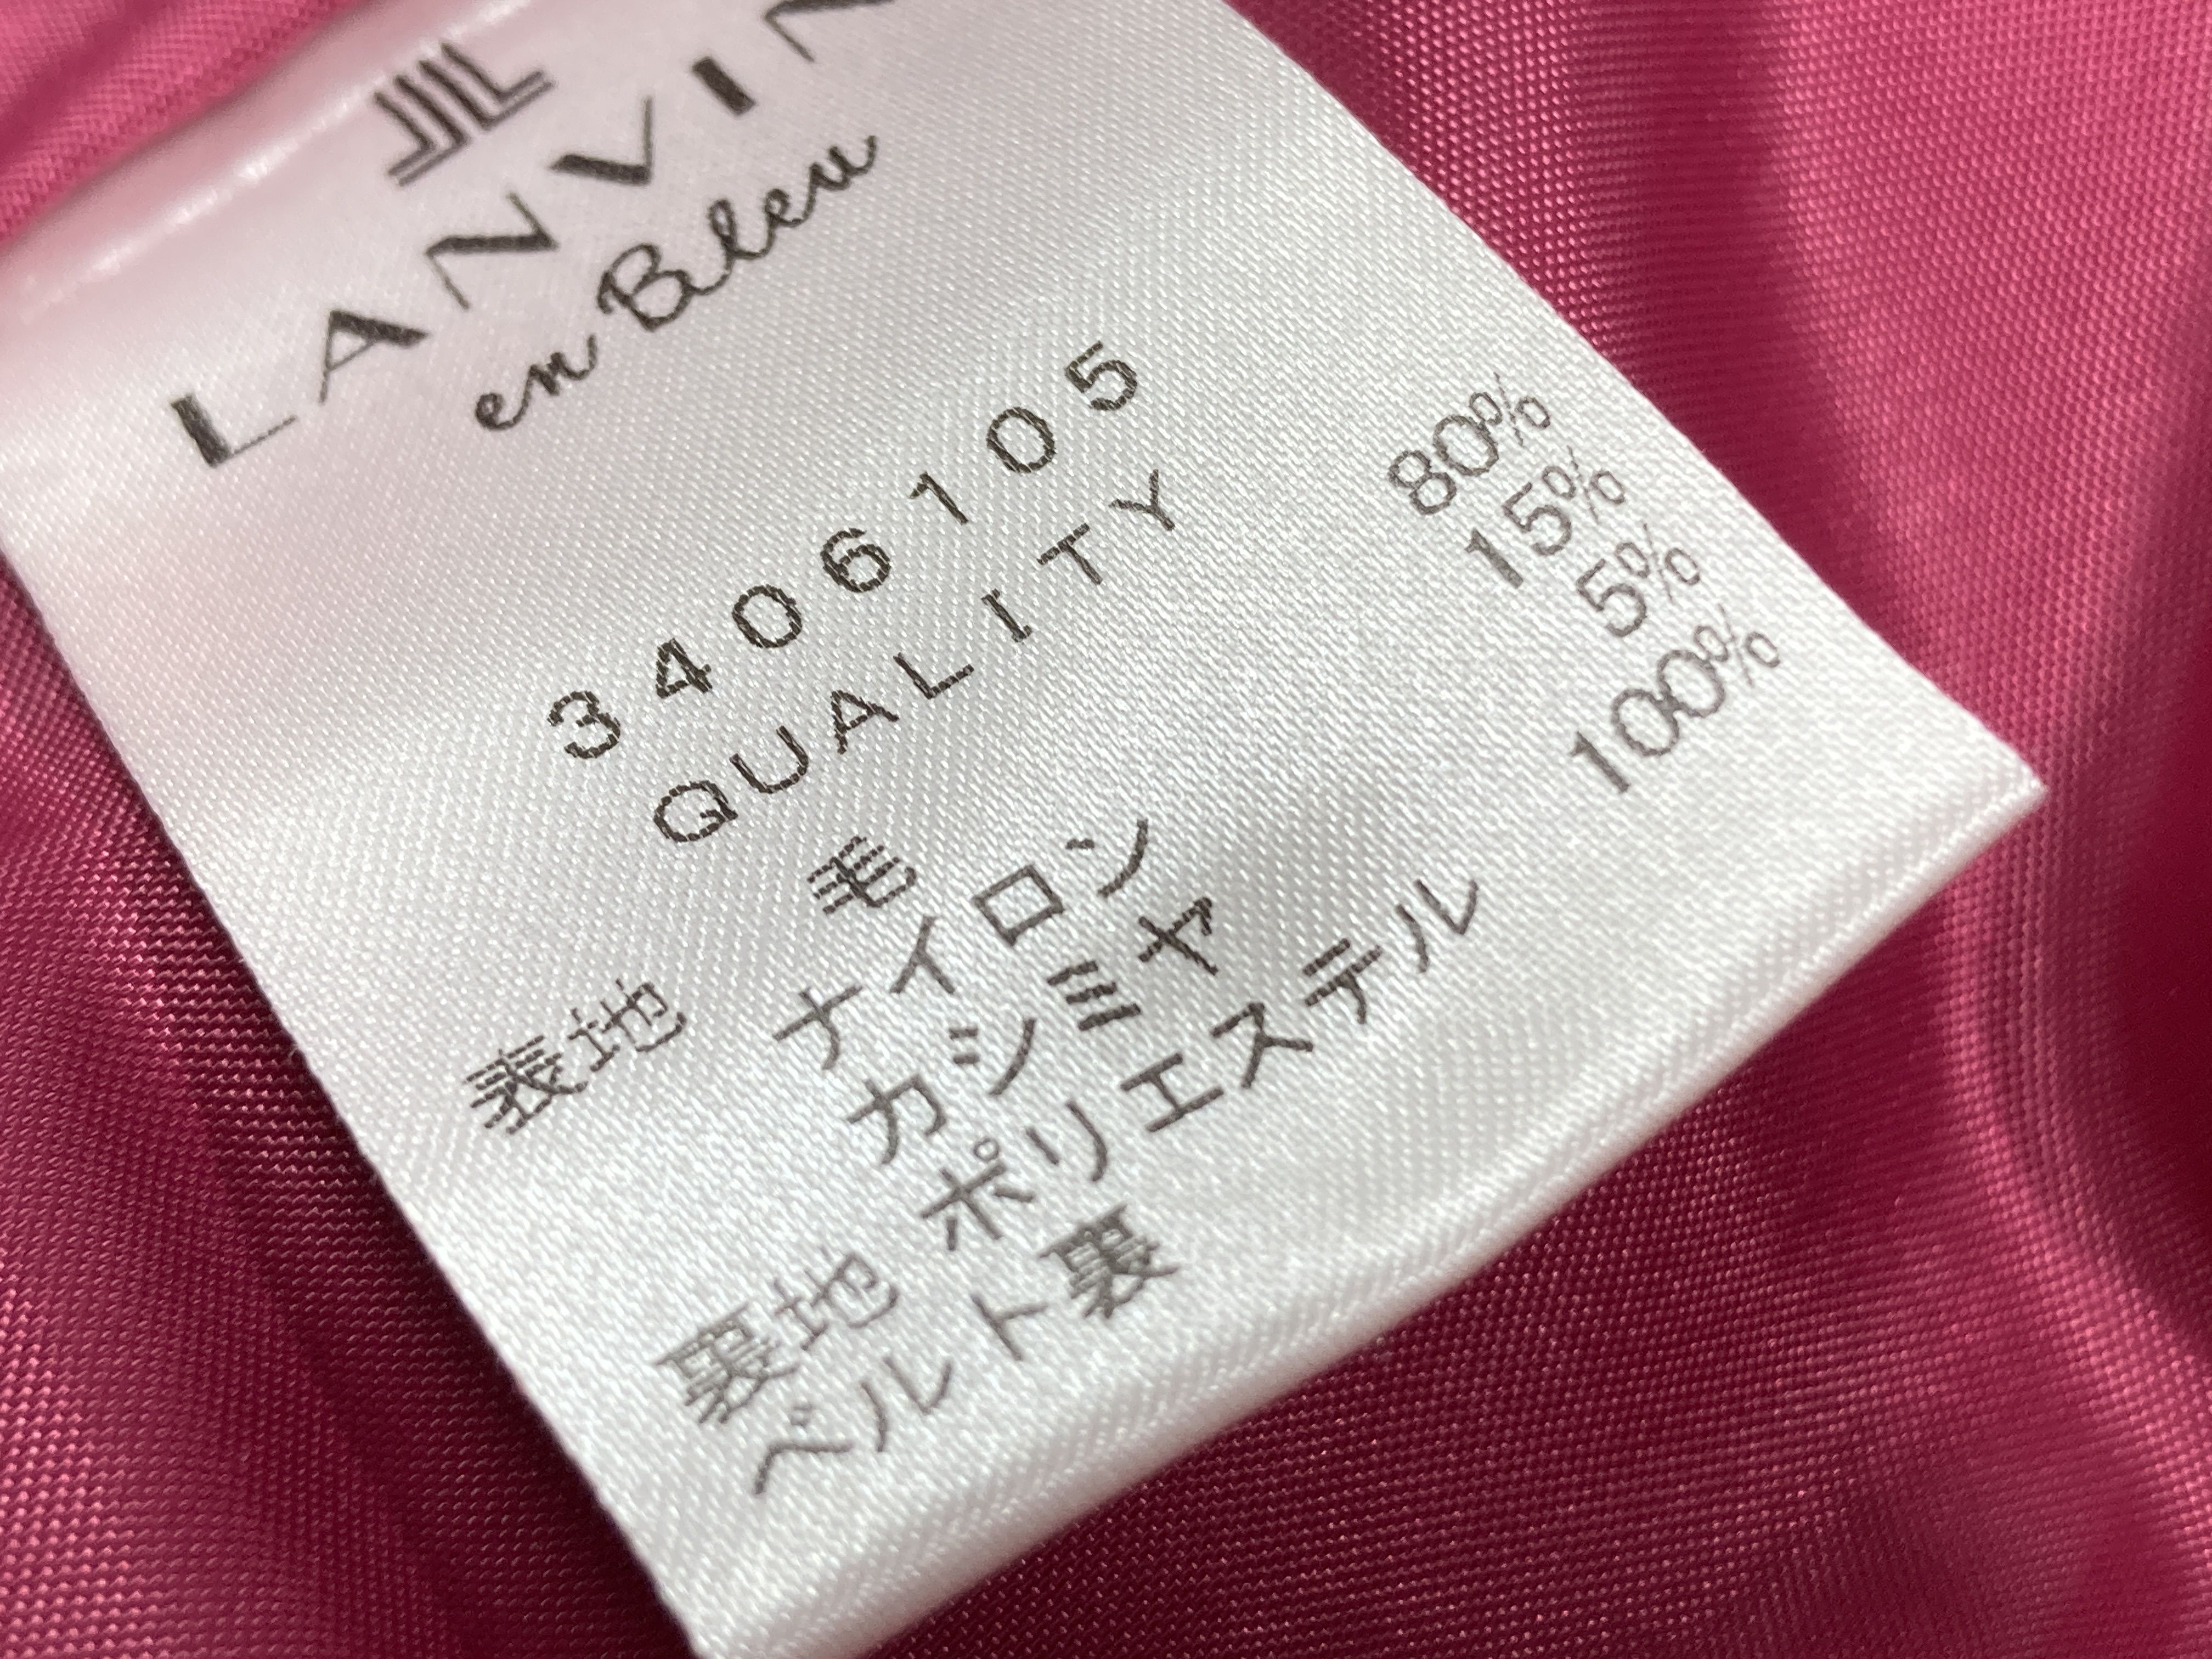 LANVIN
en Bleu
3406105
QUALITY
表地 毛 80%
ナイロン 15%
カシミヤ 5%
裏地 ポリエステル 100%
ベルト裏